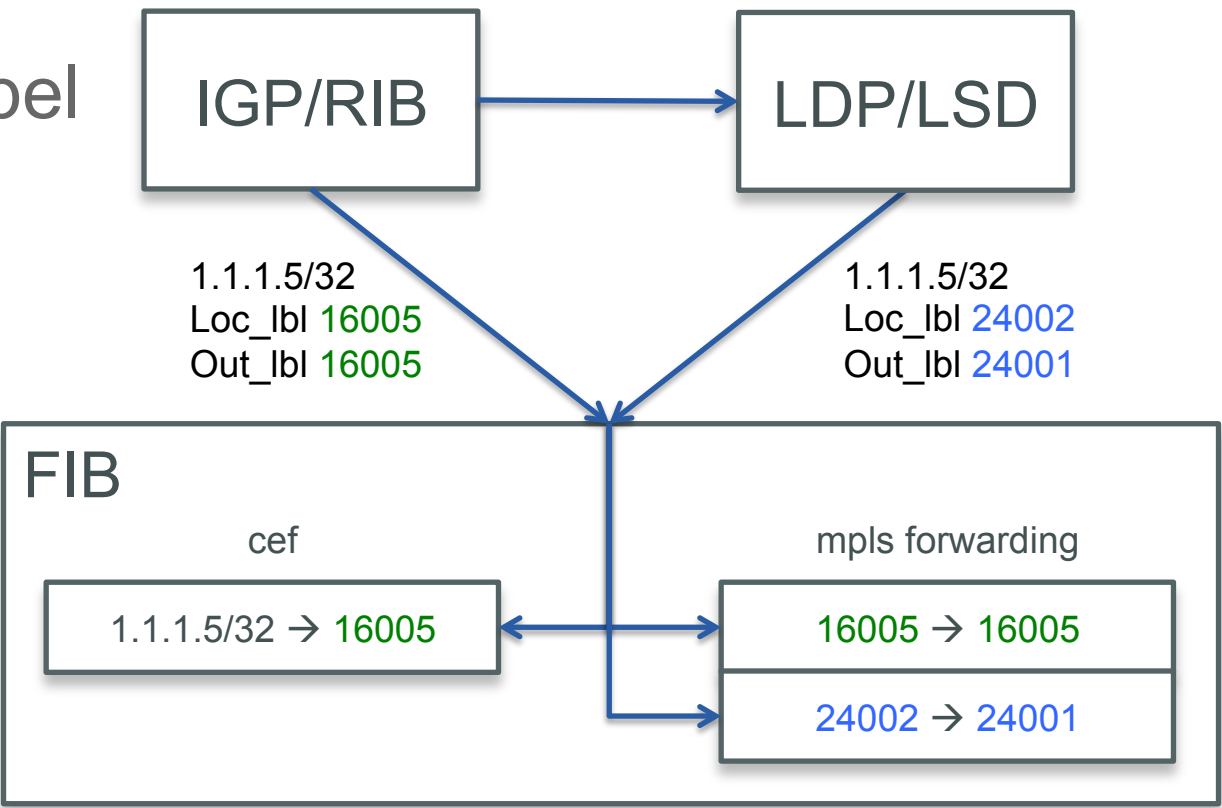 IGP/RIB
LDP/LSD
1.1.1.5/32
Loc_lbl 16005
Out_lbl 16005
1.1.1.5/32
Loc_lbl 24002
Out_lbl 24001
FIB
cef
mpls forwarding
1.1.1.5/32 → 16005
16005 → 16005
24002 → 24001